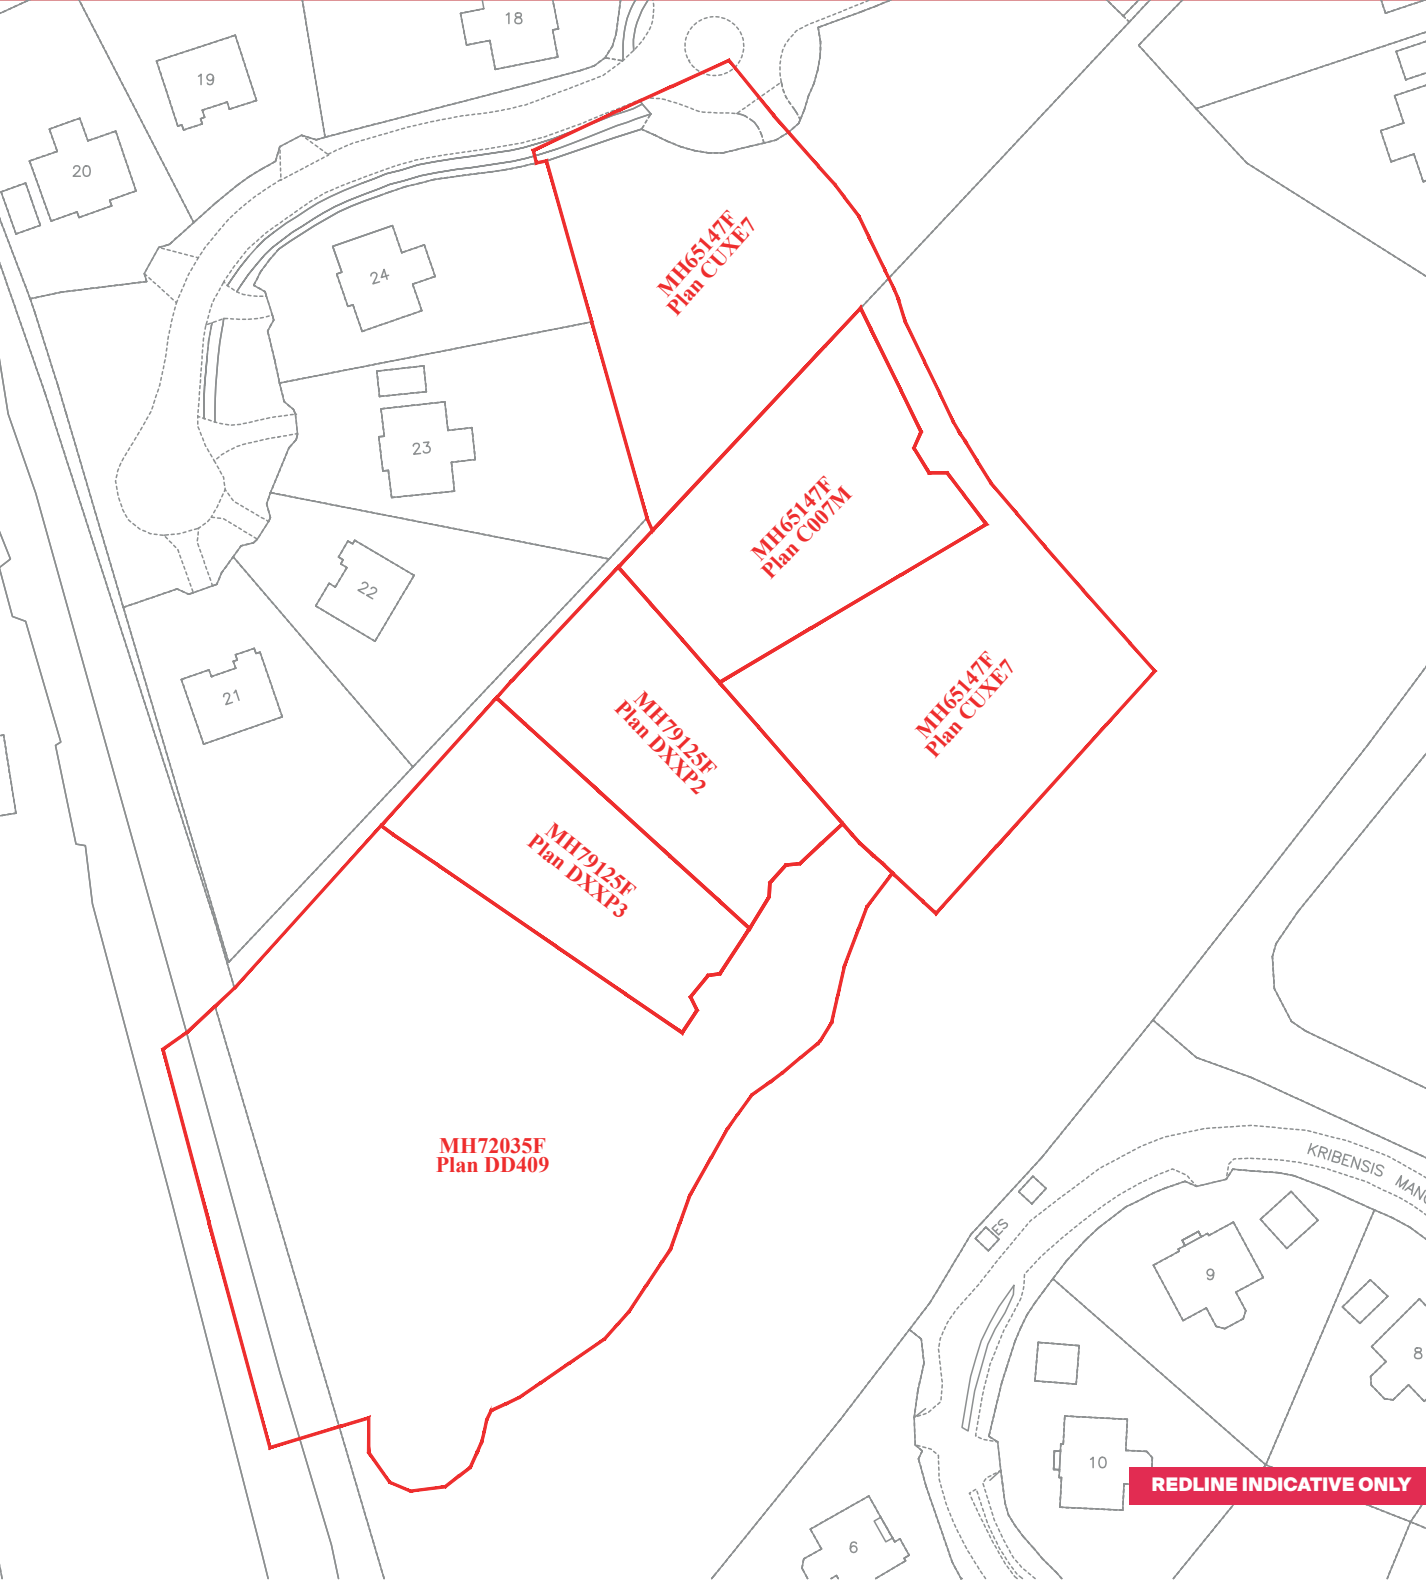 18
19
20
24
MH65147F
Plan CUXE7
23
MH65147F
Plan C007M
22
21
MH65147F
Plan CUXE7
MH79125F
Plan DXXP2
MH79125F
Plan DXXP3
MH72035F
Plan DD409
KRIBENSIS
ES
9
8
10
REDLINE INDICATIVE ONLY
6